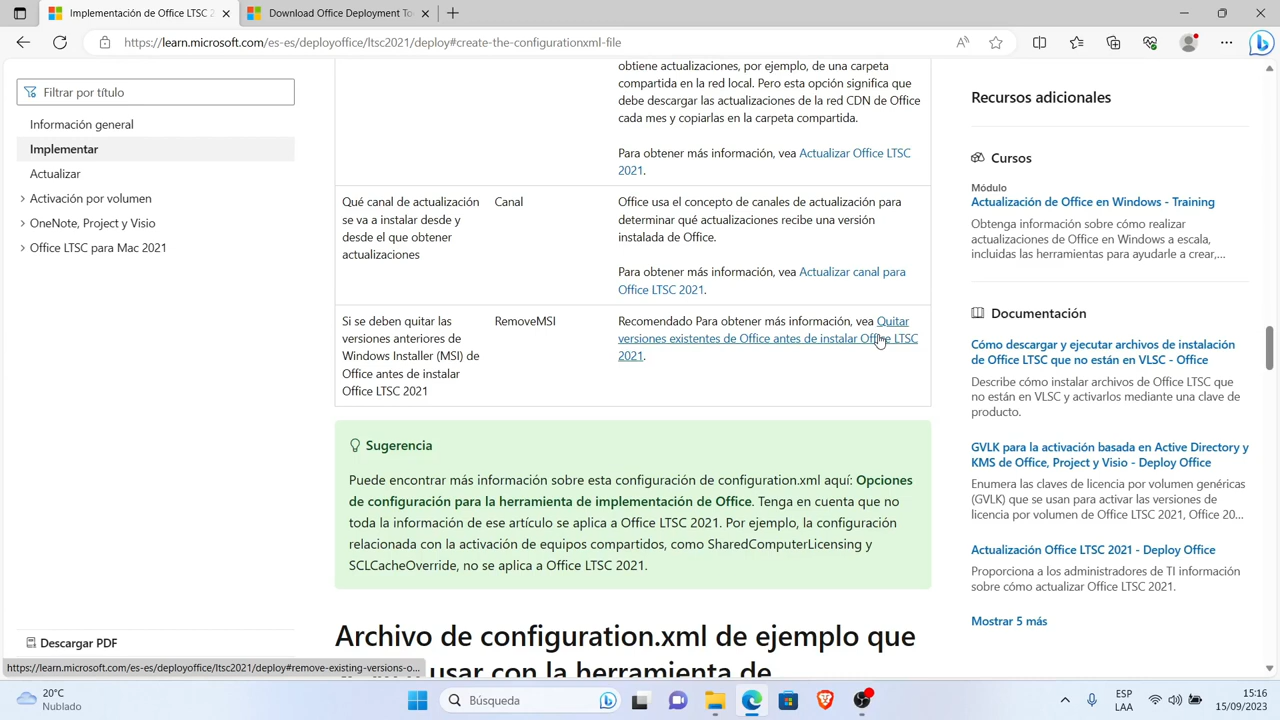 Implementación de Office LTSC 2
Download Office Deployment To
https://learn.microsoft.com/es-es/deployoffice/ltsc2021/deploy#create-the-configurationxml-file
Filtrar por título
Información general
Implementar
Actualizar
Activación por volumen
OneNote, Project y Visio
Office LTSC para Mac 2021
Descargar PDF
obtiene actualizaciones, por ejemplo, de una carpeta
compartida en la red local. Pero esta opción significa que
debe descargar las actualizaciones de la red CDN de Office
cada mes y copiarlas en la carpeta compartida.
Para obtener más información, vea Actualizar Office LTSC
2021.
Qué canal de actualización
se va a instalar desde y
desde el que obtener
actualizaciones
Canal
Office usa el concepto de canales de actualización para
determinar qué actualizaciones recibe una versión
instalada de Office.
Para obtener más información, vea Actualizar canal para
Office LTSC 2021.
Si se deben quitar las
versiones anteriores de
Windows Installer (MSI) de
Office antes de instalar
Office LTSC 2021
RemoveMSI
Recomendado Para obtener más información, vea Quitar
versiones existentes de Office antes de instalar Office LTSC
2021.
Sugerencia
Puede encontrar más información sobre esta configuración de configuration.xml aquí: Opciones
de configuración para la herramienta de implementación de Office. Tenga en cuenta que no
toda la información de ese artículo se aplica a Office LTSC 2021. Por ejemplo, la configuración
relacionada con la activación de equipos compartidos, como SharedComputerLicensing y
SCLCacheOverride, no se aplica a Office LTSC 2021.
Archivo de configuration.xml de ejemplo que
usar con la herramienta de
Recursos adicionales
Cursos
Módulo
Actualización de Office en Windows - Training
Obtenga información sobre cómo realizar
actualizaciones de Office en Windows a escala,
incluidas las herramientas para ayudarle a crear,...
Documentación
Cómo descargar y ejecutar archivos de instalación
de Office LTSC que no están en VLSC - Office
Describe cómo instalar archivos de Office LTSC que
no están en VLSC y activarlos mediante una clave de
producto.
GVLK para la activación basada en Active Directory y
KMS de Office, Project y Visio - Deploy Office
Enumera las claves de licencia por volumen genéricas
(GVLK) que se usan para activar las versiones de
licencia por volumen de Office LTSC 2021, Office 20...
Actualización Office LTSC 2021 - Deploy Office
Proporciona a los administradores de TI información
sobre cómo actualizar Office LTSC 2021.
Mostrar 5 más
https://learn.microsoft.com/es-es/deployoffice/ltsc2021/deploy#remove-existing-versions-o...
20°C
Nublado
Búsqueda
ESP
LAA
15:16
15/09/2023